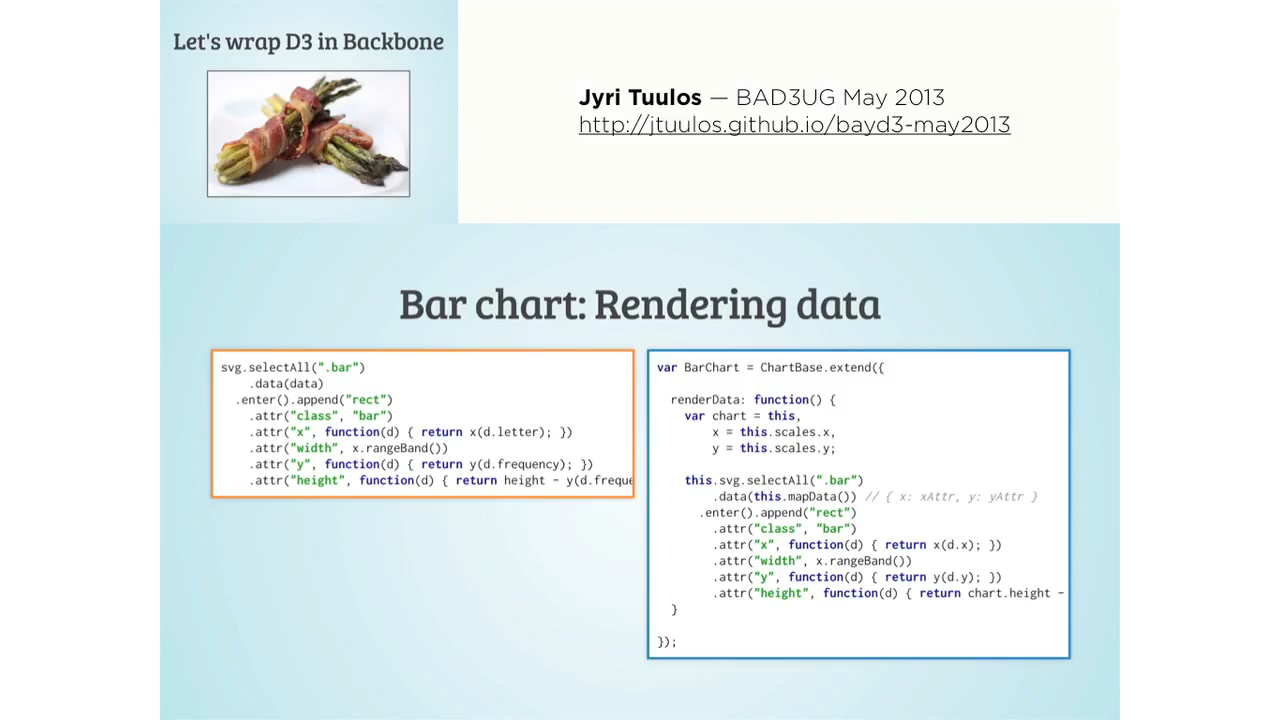 Let's wrap D3 in Backbone
Jyri Tuulos — BAD3UG May 2013
http://jtuulos.github.io/bayd3-may2013
Bar chart: Rendering data
svg.selectAll(".bar")
    .data(data)
  .enter().append("rect")
    .attr("class", "bar")
    .attr("x", function(d) { return x(d.letter); })
    .attr("width", x.rangeBand())
    .attr("y", function(d) { return y(d.frequency); })
    .attr("height", function(d) { return height - y(d.freque
var BarChart = ChartBase.extend({
  renderData: function() {
    var chart = this,
        x = this.scales.x,
        y = this.scales.y;
    this.svg.selectAll(".bar")
        .data(this.mapData()) // { x: xAttr, y: yAttr }
      .enter().append("rect")
        .attr("class", "bar")
        .attr("x", function(d) { return x(d.x); })
        .attr("width", x.rangeBand())
        .attr("y", function(d) { return y(d.y); })
        .attr("height", function(d) { return chart.height -
  }
});